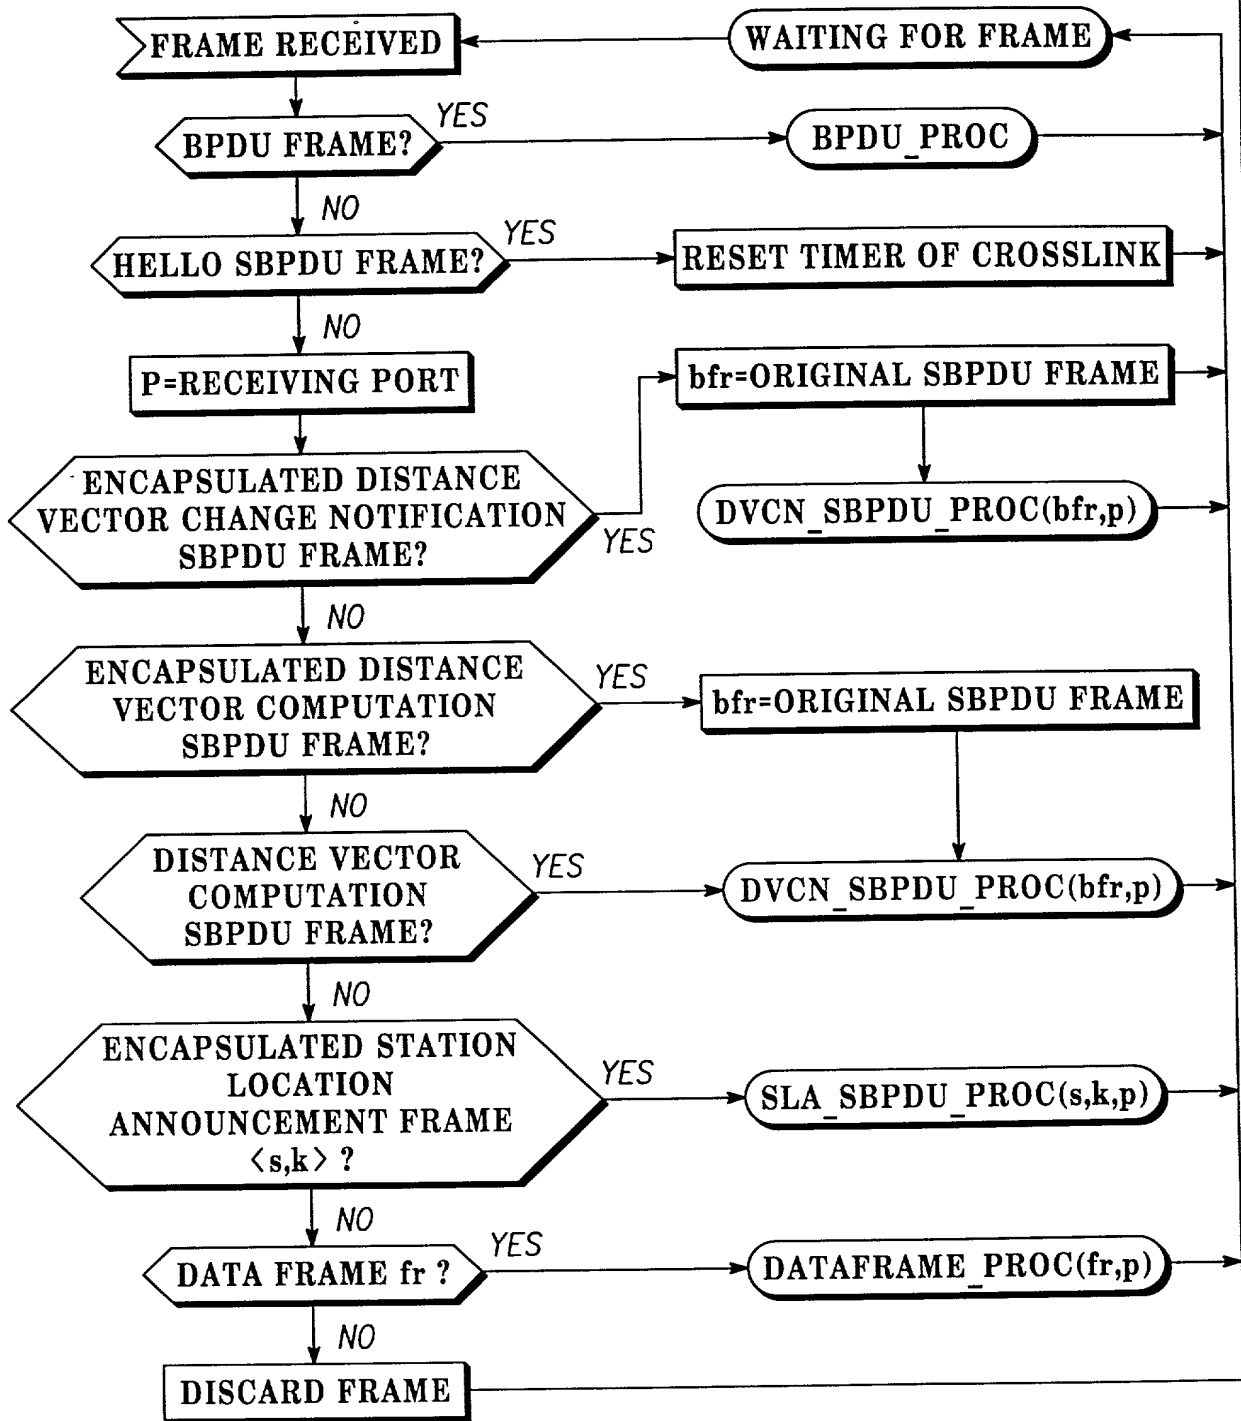 FRAME RECEIVED
WAITING FOR FRAME
BPDU FRAME?
YES
BPDU_PROC
NO
HELLO SBPDU FRAME?
YES
RESET TIMER OF CROSSLINK
NO
P=RECEIVING PORT
bfr=ORIGINAL SBPDU FRAME
ENCAPSULATED DISTANCE
VECTOR CHANGE NOTIFICATION
SBPDU FRAME?
YES
DVCN_SBPDU_PROC(bfr,p)
NO
ENCAPSULATED DISTANCE
VECTOR COMPUTATION
SBPDU FRAME?
YES
bfr=ORIGINAL SBPDU FRAME
NO
DISTANCE VECTOR
COMPUTATION
SBPDU FRAME?
YES
DVCN_SBPDU_PROC(bfr,p)
NO
ENCAPSULATED STATION
LOCATION
ANNOUNCEMENT FRAME
<s,k> ?
YES
SLA_SBPDU_PROC(s,k,p)
NO
DATA FRAME fr ?
YES
DATAFRAME_PROC(fr,p)
NO
DISCARD FRAME